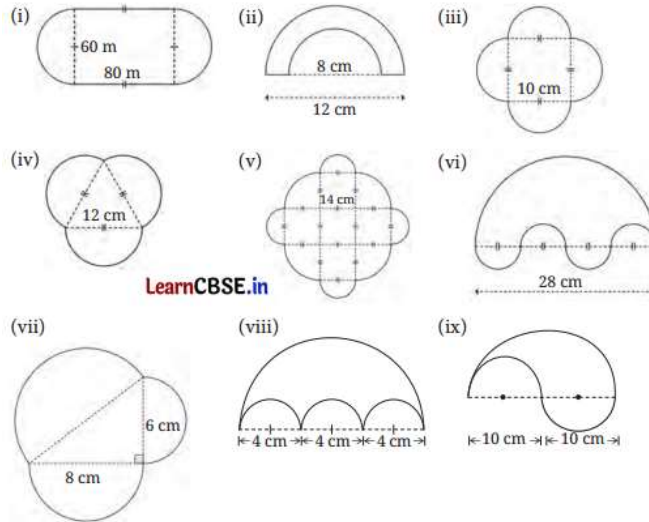 (i)
60 m
80 m
(ii)
8 cm
12 cm
(iii)
10 cm
(iv)
12 cm
(v)
14 cm
(vi)
28 cm
LearnCBSE.in
(vii)
6 cm
8 cm
(viii)
4 cm 4 cm 4 cm
(ix)
10 cm 10 cm